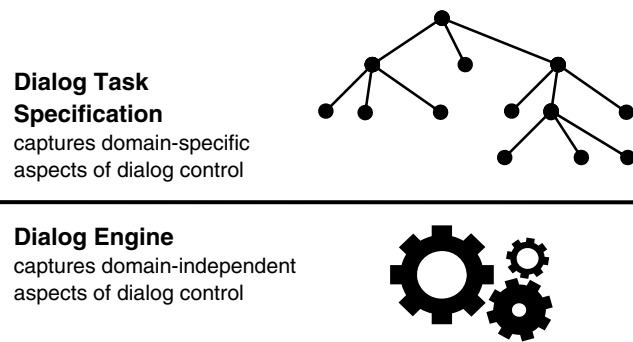 Dialog Task
Specification
captures domain-specific
aspects of dialog control
Dialog Engine
captures domain-independent
aspects of dialog control